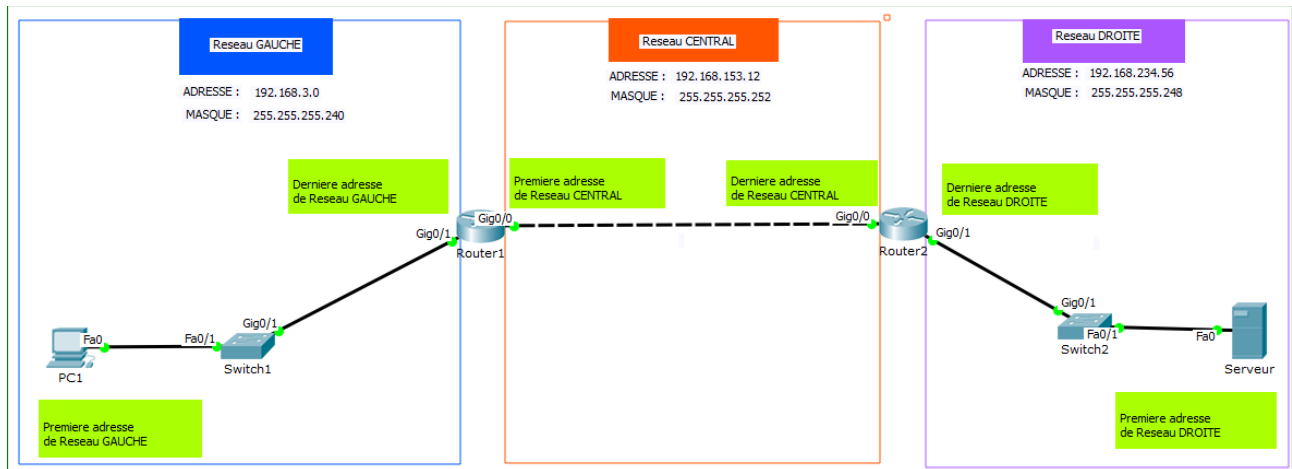 Reseau GAUCHE
ADRESSE : 192.168.3.0
MASQUE : 255.255.255.240
Reseau CENTRAL
ADRESSE : 192.168.153.12
MASQUE : 255.255.255.252
Reseau DROITE
ADRESSE : 192.168.234.56
MASQUE : 255.255.255.248
Derniere adresse
de Reseau GAUCHE
Premiere adresse
de Reseau CENTRAL
Derniere adresse
de Reseau CENTRAL
Derniere adresse
de Reseau DROITE
Gig0/1
Gig0/0
Router1
Gig0/0
Router2
Gig0/1
Fa0
PC1
Fa0/1
Gig0/1
Switch1
Gig0/1
Fa0/1
Switch2
Fa0
Serveur
Premiere adresse
de Reseau GAUCHE
Premiere adresse
de Reseau DROITE